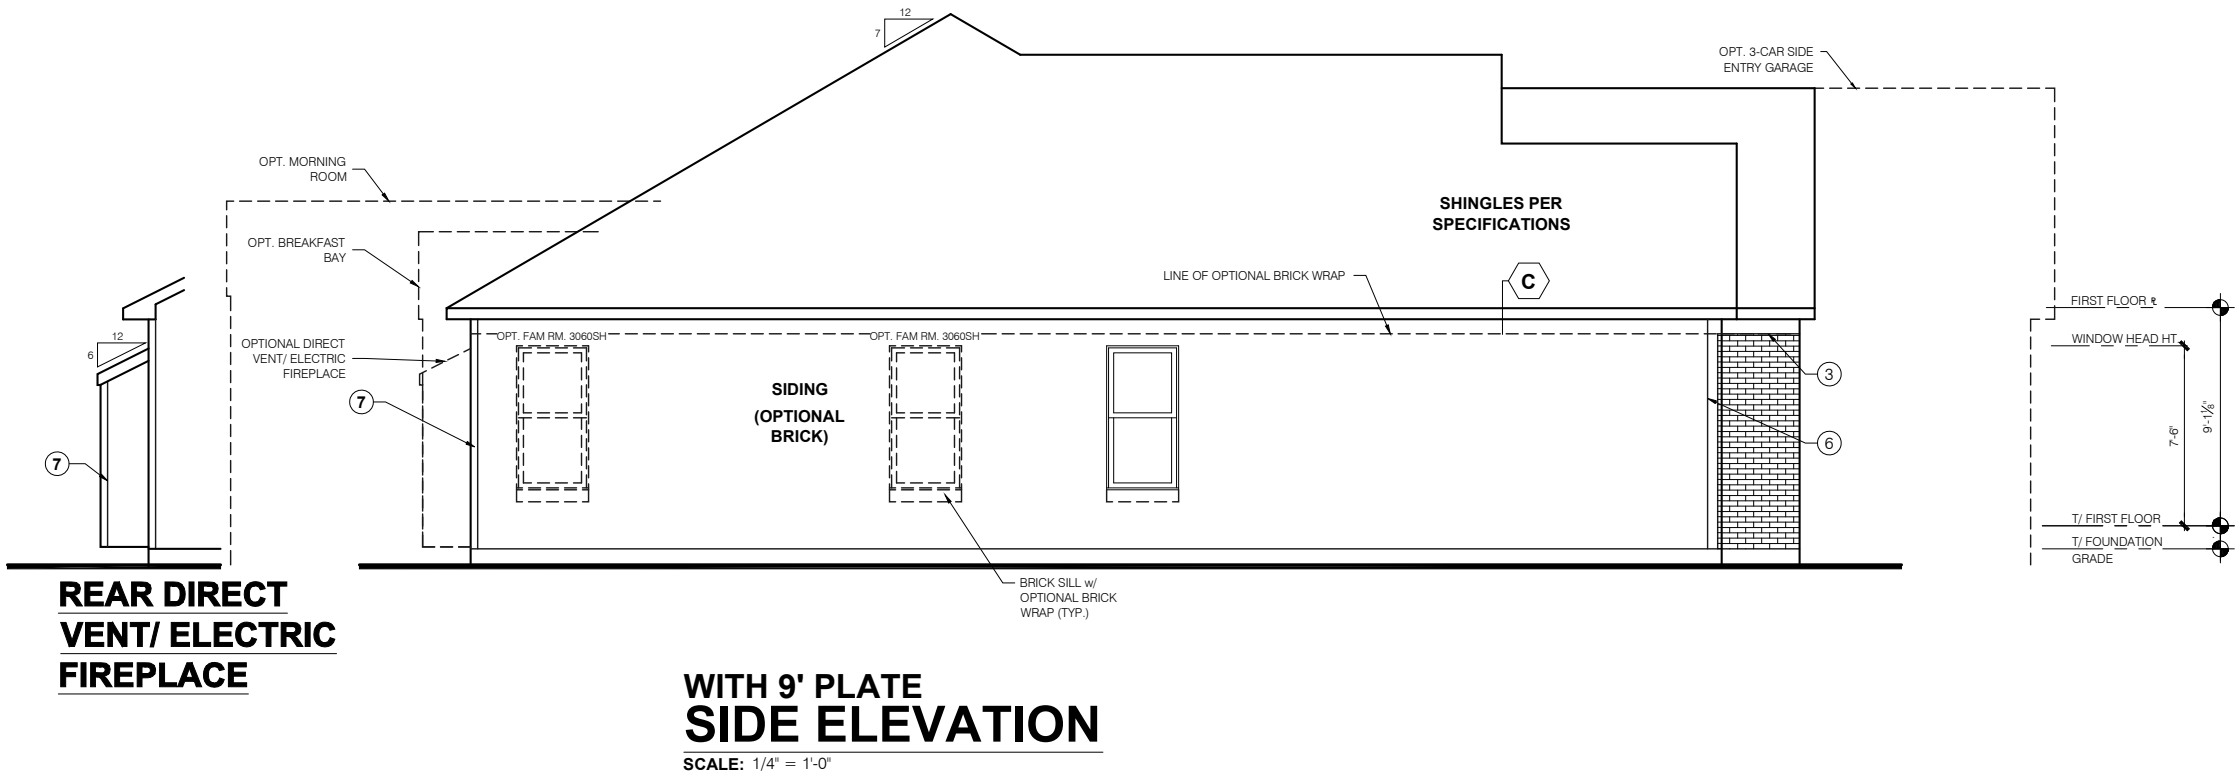 12
7
OPT. 3-CAR SIDE
ENTRY GARAGE
OPT. MORNING
ROOM
SHINGLES PER
SPECIFICATIONS
OPT. BREAKFAST
BAY
LINE OF OPTIONAL BRICK WRAP
C
FIRST FLOOR ℄
12
6
OPTIONAL DIRECT
VENT/ ELECTRIC
FIREPLACE
OPT. FAM RM. 3060SH
OPT. FAM RM. 3060SH
WINDOW HEAD HT.
3
7
SIDING
(OPTIONAL
BRICK)
6
7'-6"
9'-1⅛"
7
T/ FIRST FLOOR
T/ FOUNDATION
GRADE
BRICK SILL w/
OPTIONAL BRICK
WRAP (TYP.)
REAR DIRECT
VENT/ ELECTRIC
FIREPLACE
WITH 9' PLATE
SIDE ELEVATION
SCALE: 1/4" = 1'-0"